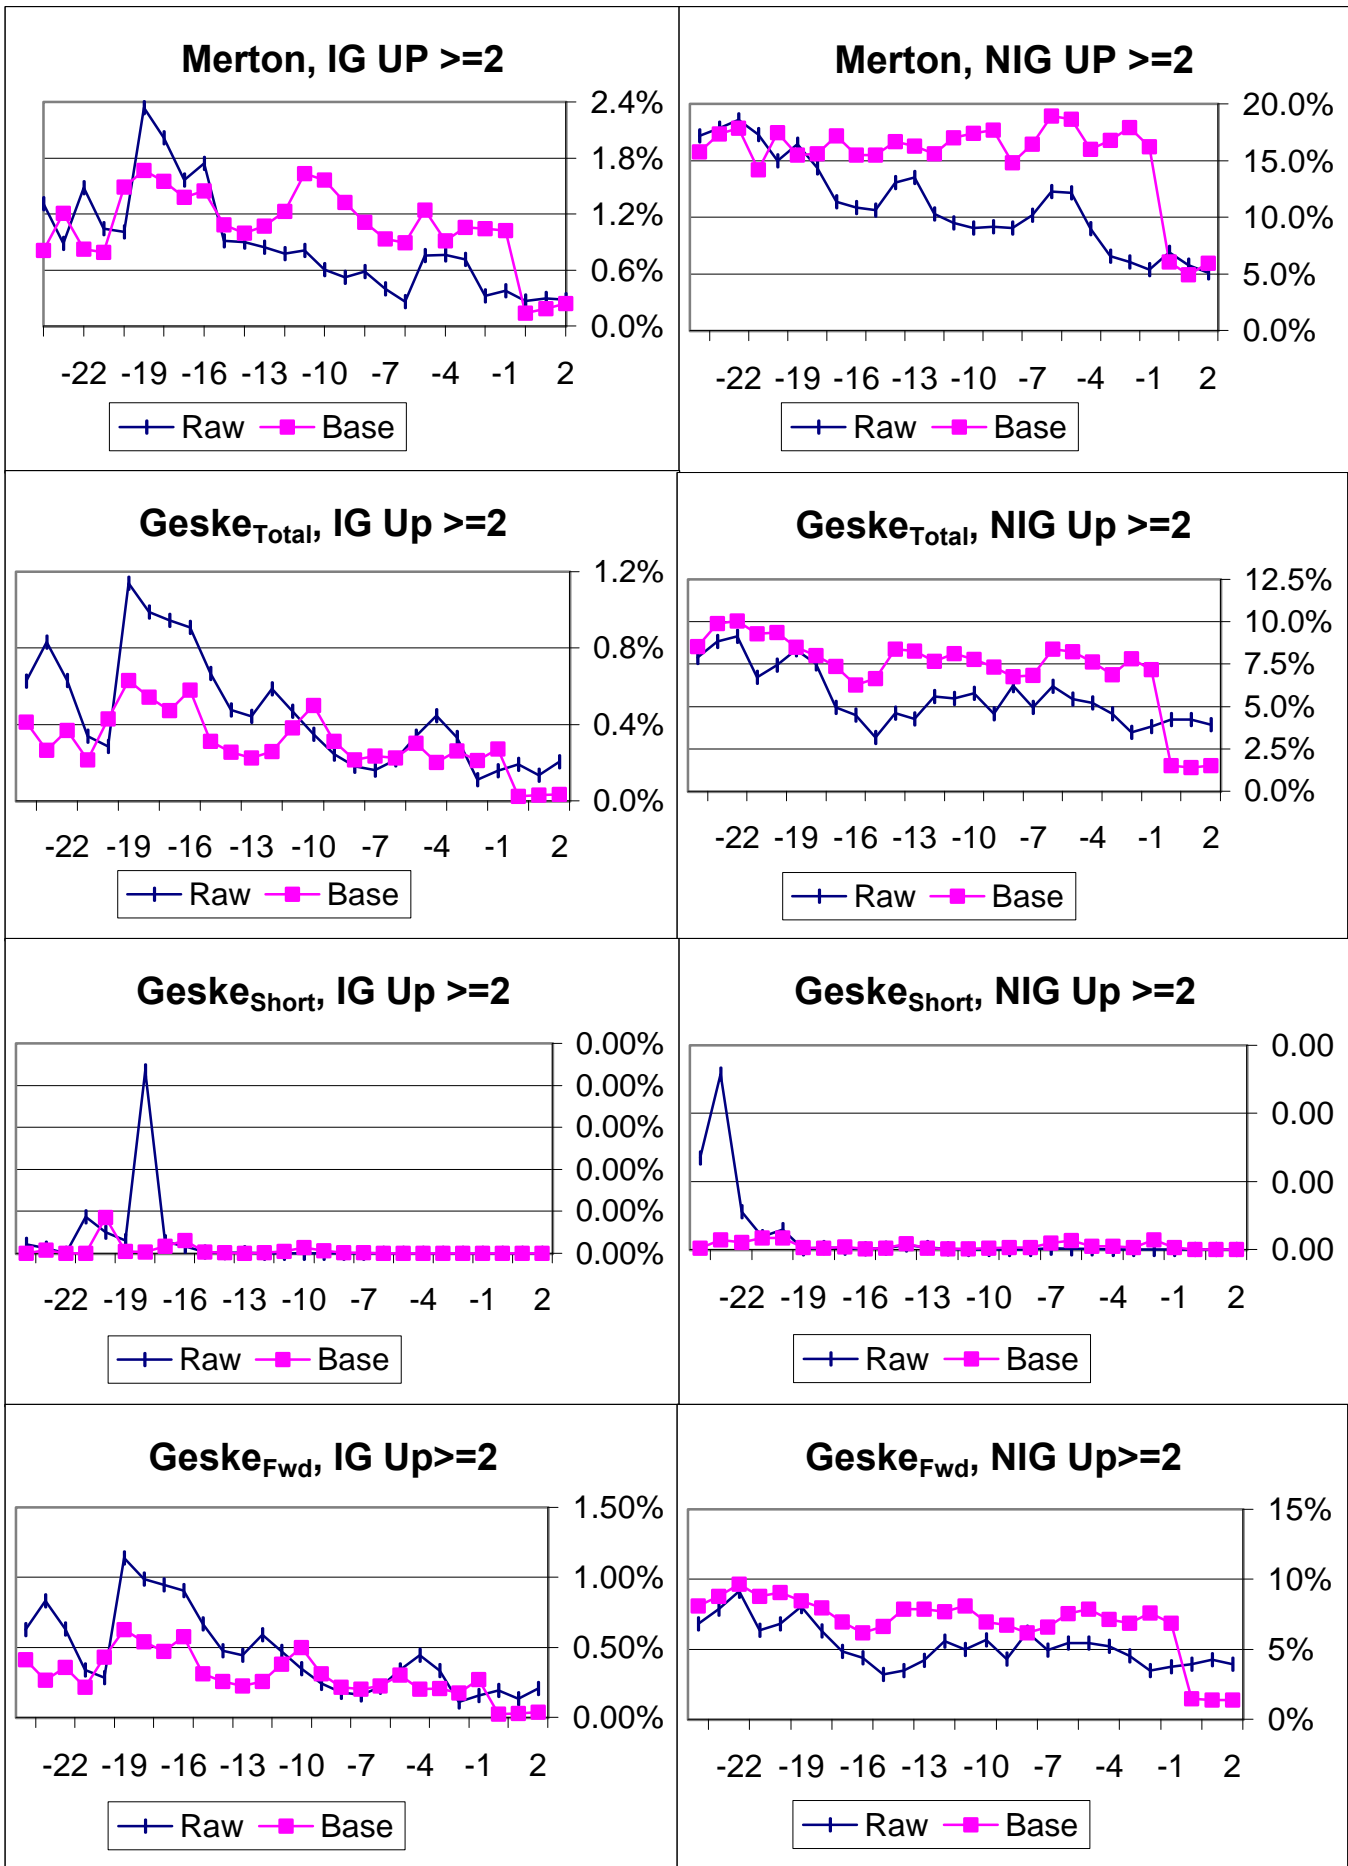 Merton, IG UP >=2
2.4%
1.8%
1.2%
0.6%
0.0%
-22 -19 -16 -13 -10 -7 -4 -1 2
Raw Base
Merton, NIG UP >=2
20.0%
15.0%
10.0%
5.0%
0.0%
-22 -19 -16 -13 -10 -7 -4 -1 2
Raw Base
GeskeTotal, IG Up >=2
1.2%
0.8%
0.4%
0.0%
-22 -19 -16 -13 -10 -7 -4 -1 2
Raw Base
GeskeTotal, NIG Up >=2
12.5%
10.0%
7.5%
5.0%
2.5%
0.0%
-22 -19 -16 -13 -10 -7 -4 -1 2
Raw Base
GeskeShort, IG Up >=2
0.00%
0.00%
0.00%
0.00%
0.00%
0.00%
-22 -19 -16 -13 -10 -7 -4 -1 2
Raw Base
GeskeShort, NIG Up >=2
0.00
0.00
0.00
0.00
-22 -19 -16 -13 -10 -7 -4 -1 2
Raw Base
GeskeFwd, IG Up>=2
1.50%
1.00%
0.50%
0.00%
-22 -19 -16 -13 -10 -7 -4 -1 2
Raw Base
GeskeFwd, NIG Up>=2
15%
10%
5%
0%
-22 -19 -16 -13 -10 -7 -4 -1 2
Raw Base